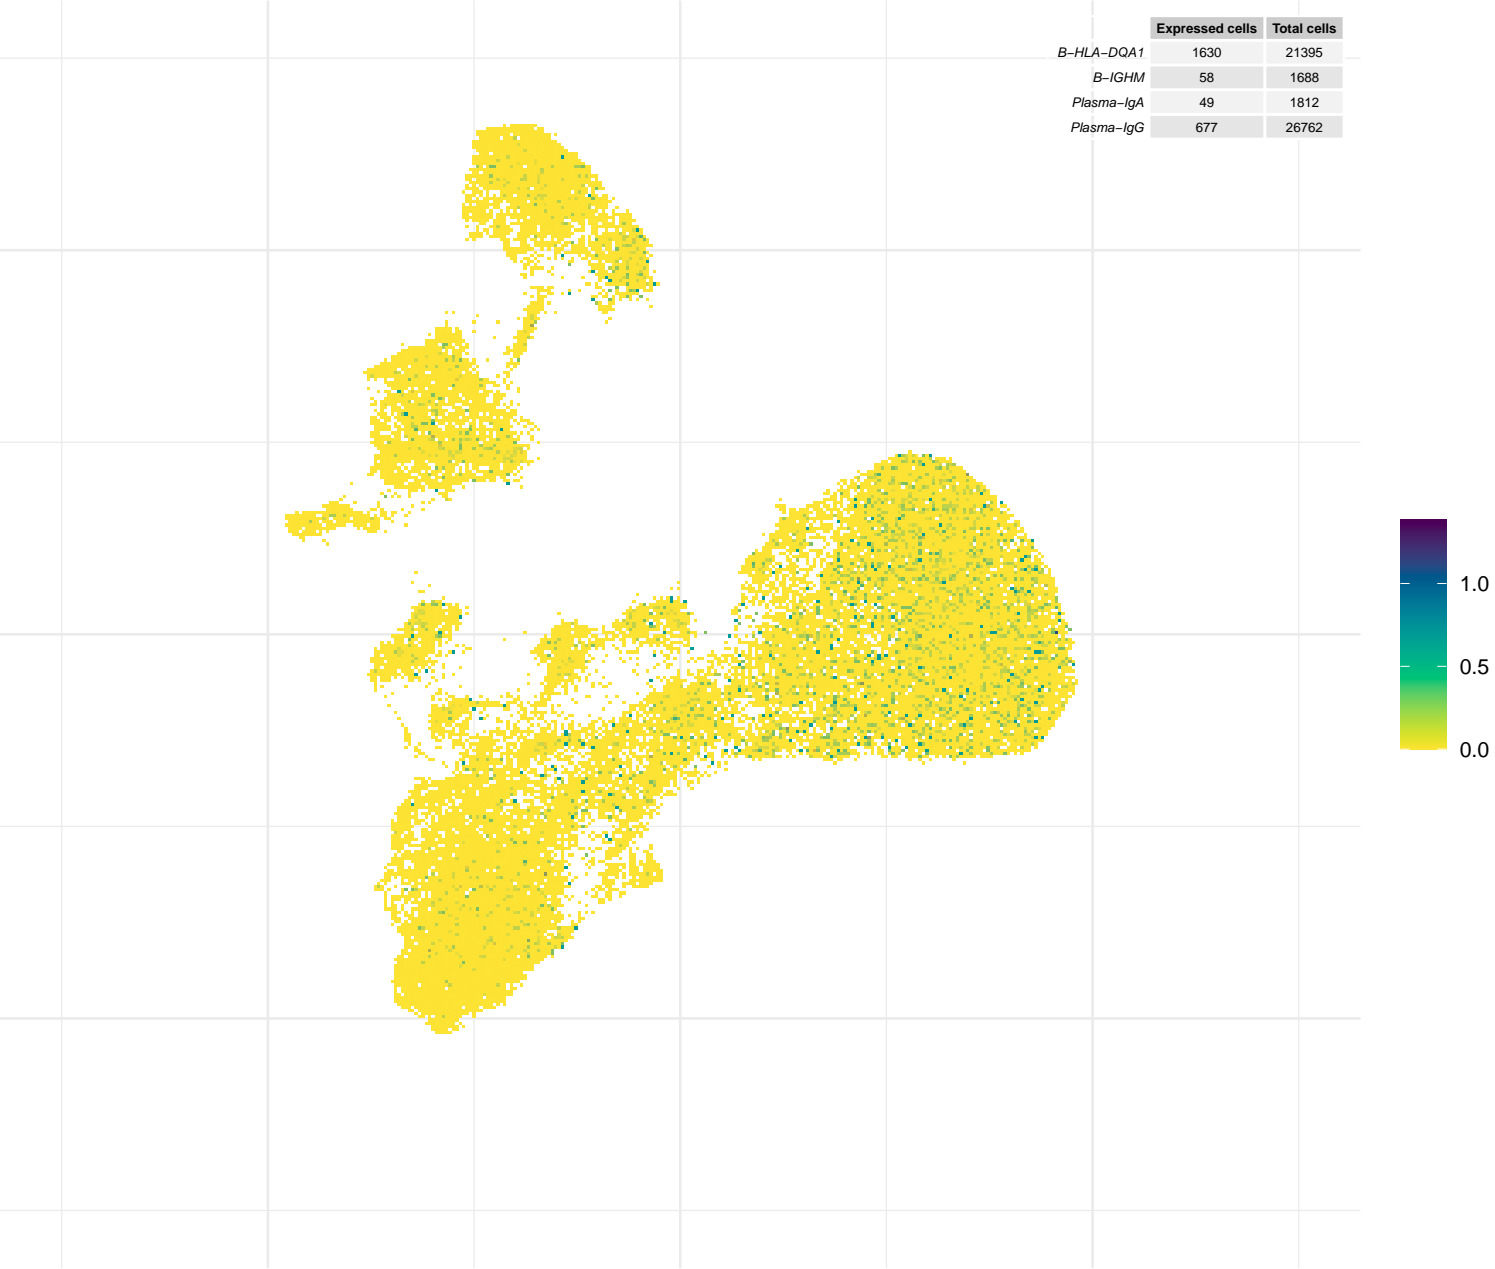 Expressed cells Total cells
B−HLA−DQA1 1630 21395
B−IGHM 58 1688
Plasma−IgA 49 1812
Plasma−IgG 677 26762
1.0
0.5
0.0